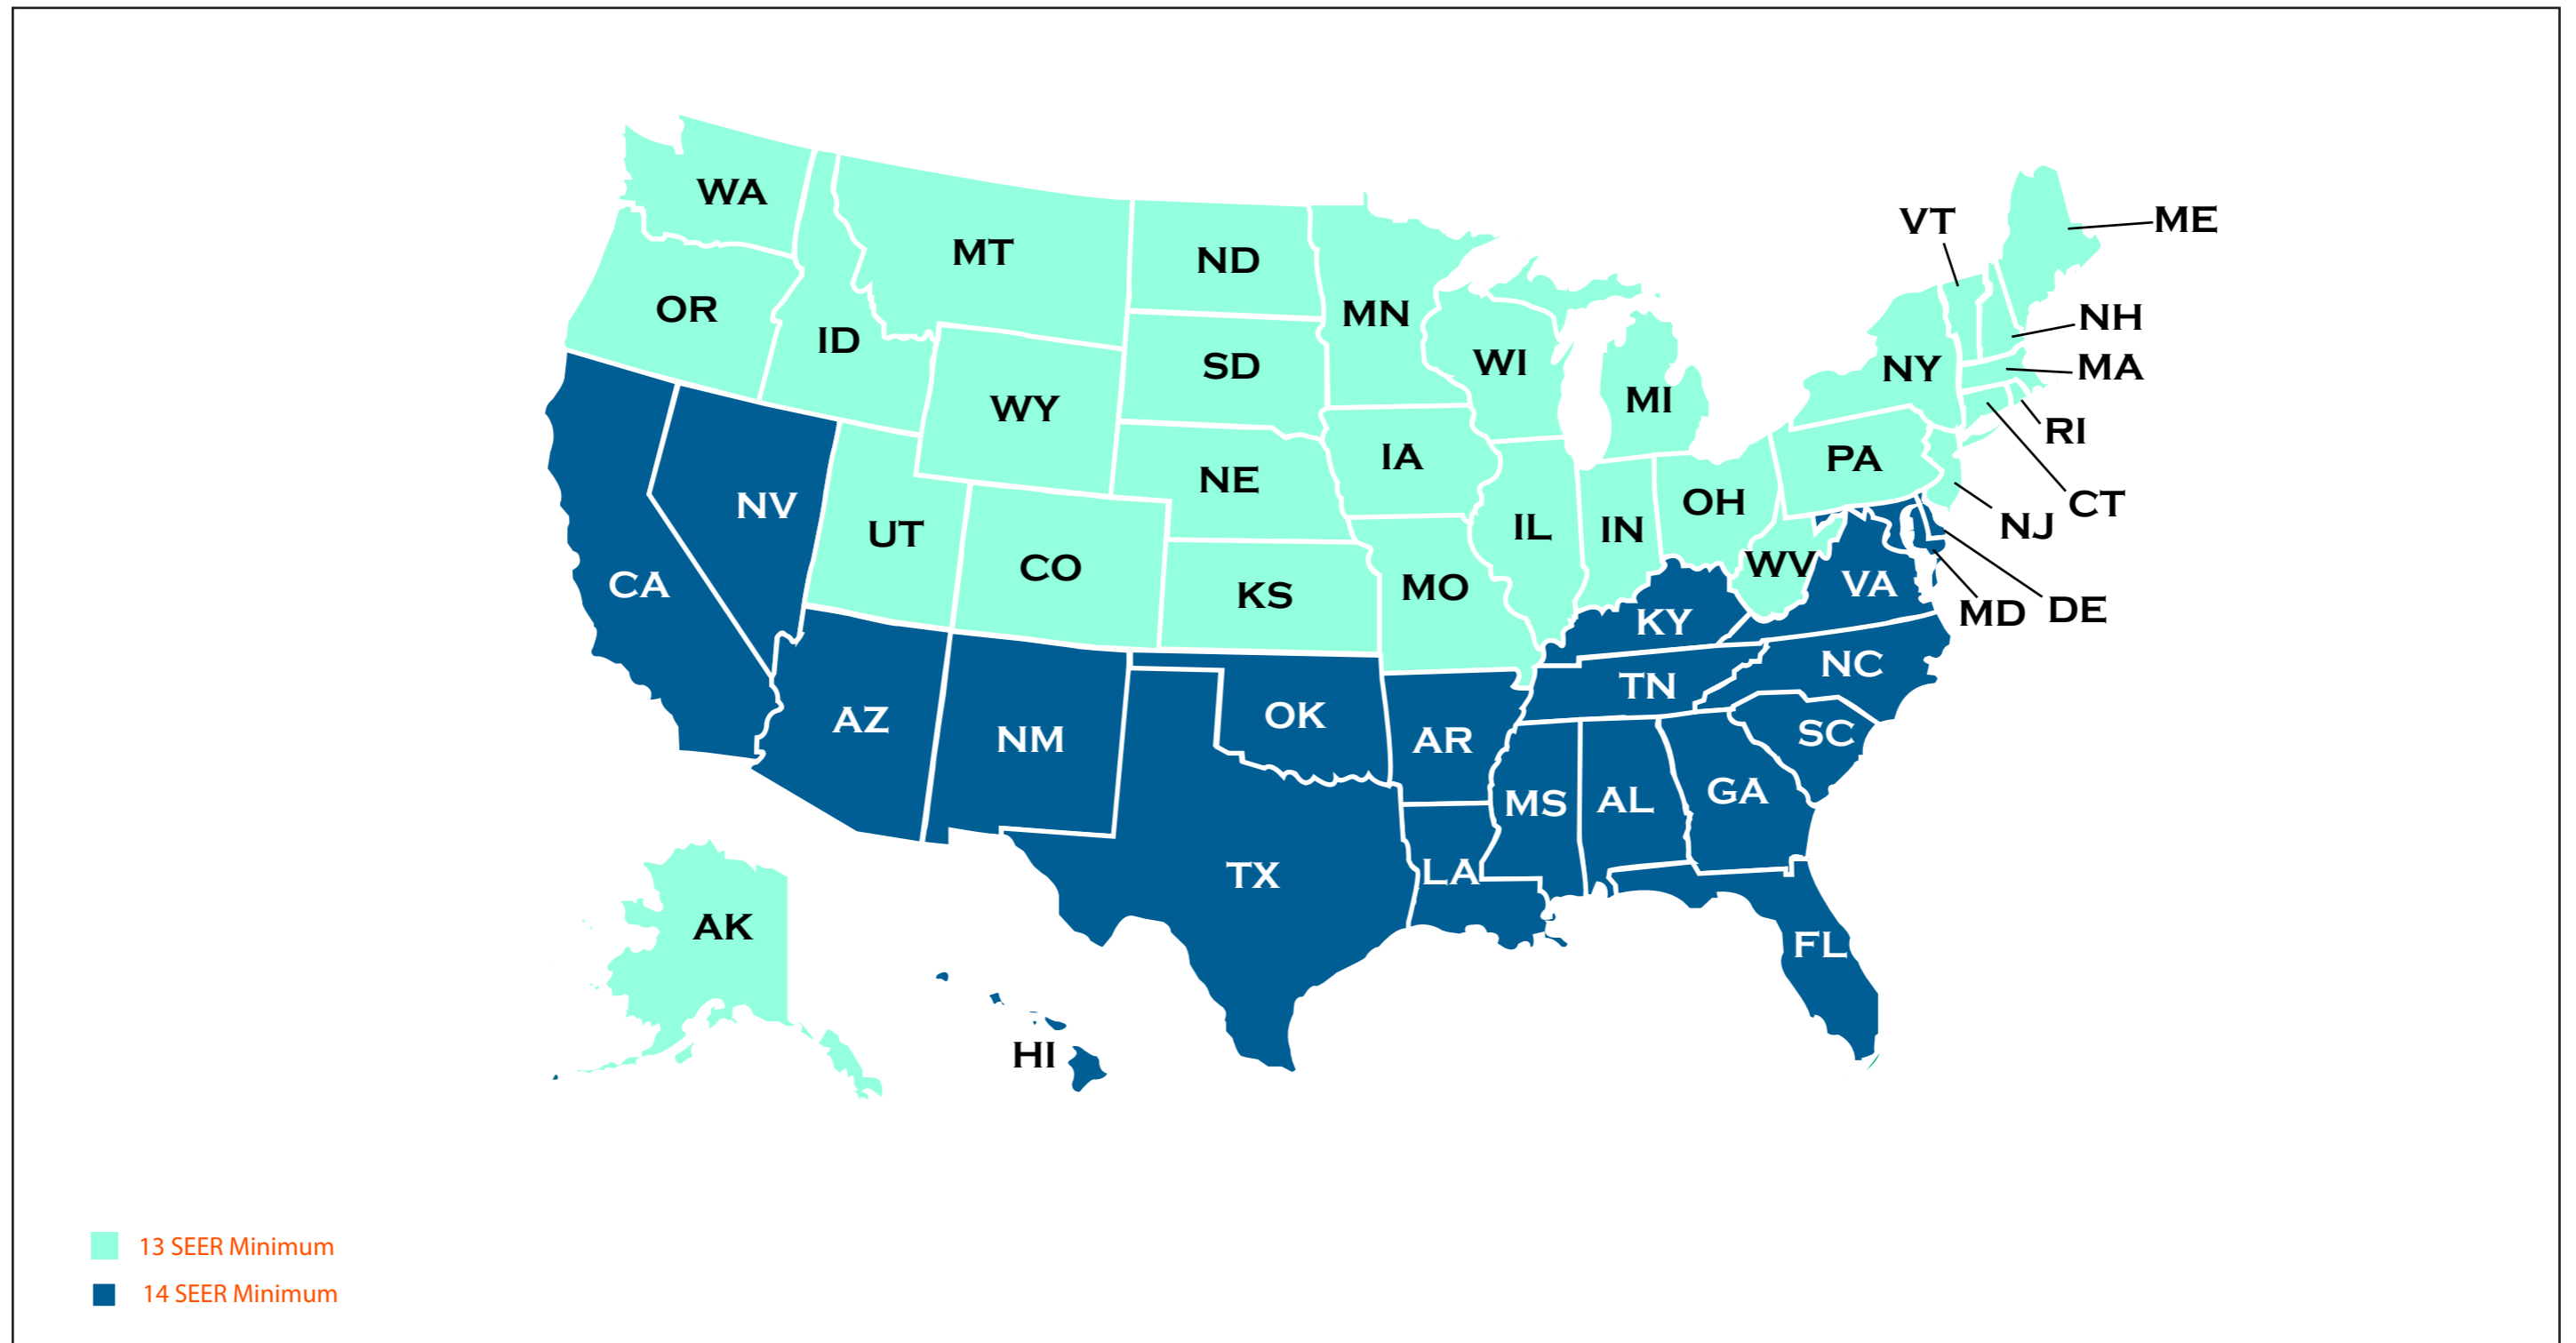 WA
MT
ND
MN
VT
ME
OR
ID
SD
WI
MI
NY
NH
MA
RI
WY
IA
PA
CT
NJ
NE
NV
UT
CO
IL
IN
OH
WV
VA
MD
DE
CA
KS
MO
KY
NC
TN
AZ
NM
OK
AR
SC
MS
AL
GA
TX
LA
FL
AK
HI
13 SEER Minimum
14 SEER Minimum